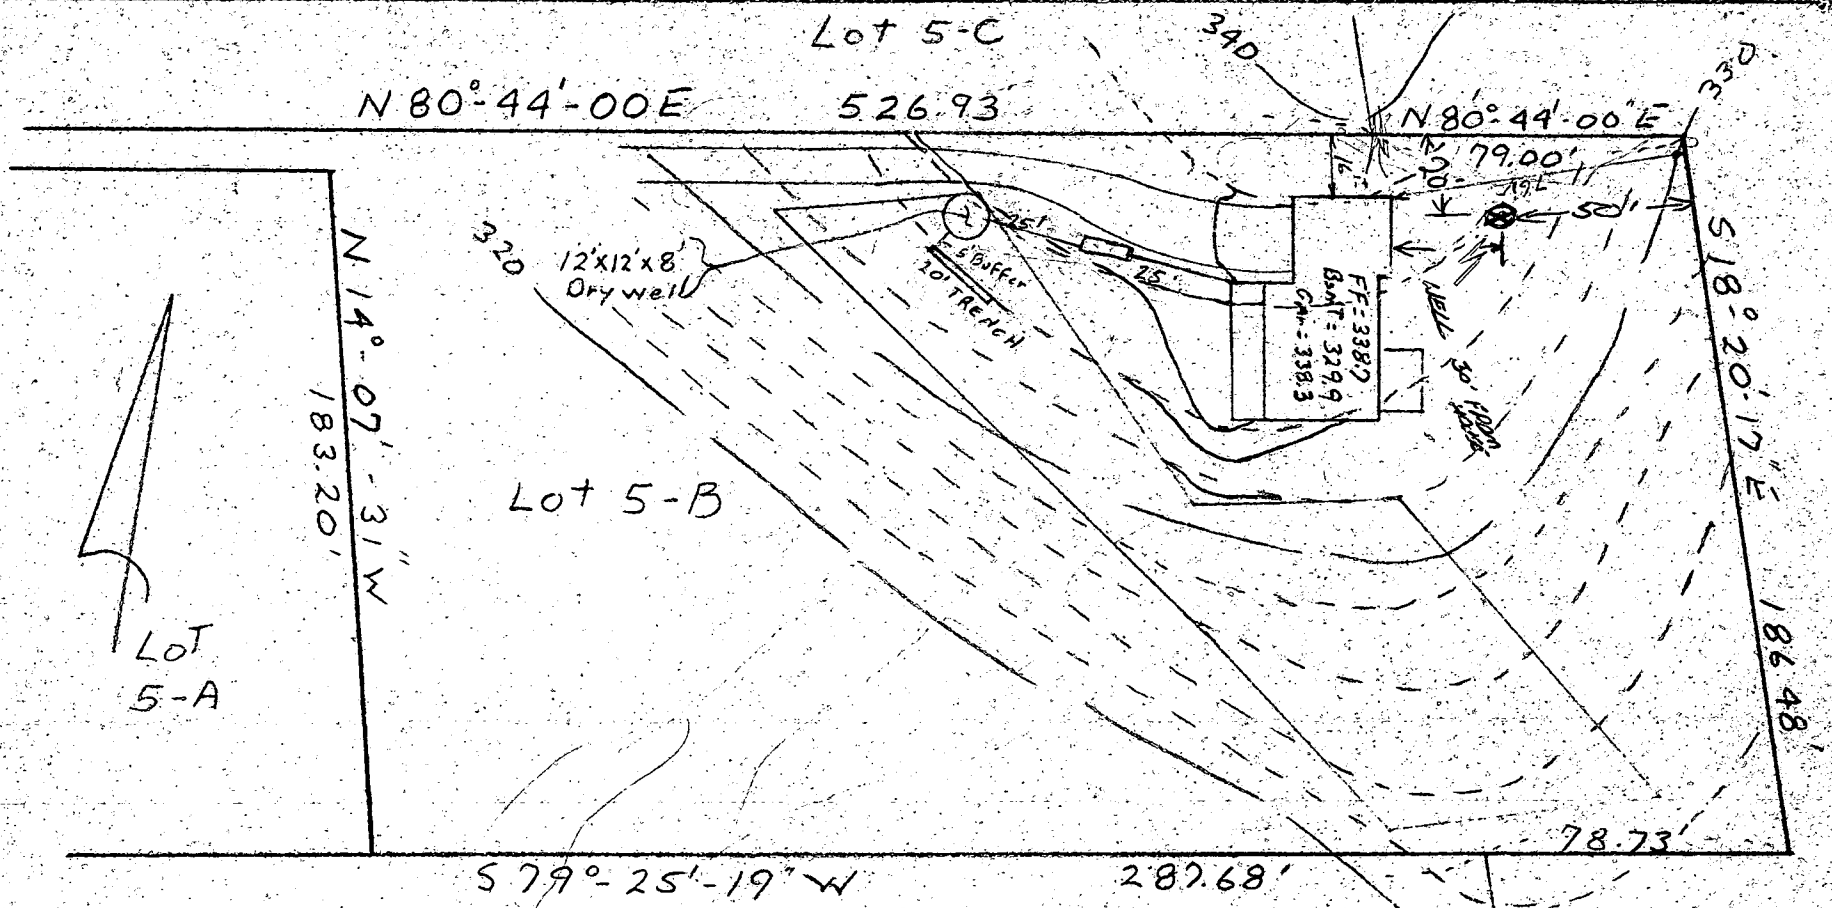 Lot 5-C
340
330
N 80°-44'-00 E 526.93
N 80°-44'-00" E
79.00'
16'
20'
50'
N 14°-07'-31" W
183.20'
320
12'x12'x8'
Dry well
25'
5' Buffer
20' TRENCH
25'
FF = 338.7
BSMT = 329.9
GAR = 338.3
WELL 30' FROM
S 18°-20'-17" E
186.48'
Lot 5-B
LOT
5-A
78.73'
S 79°-25'-19" W 287.68'